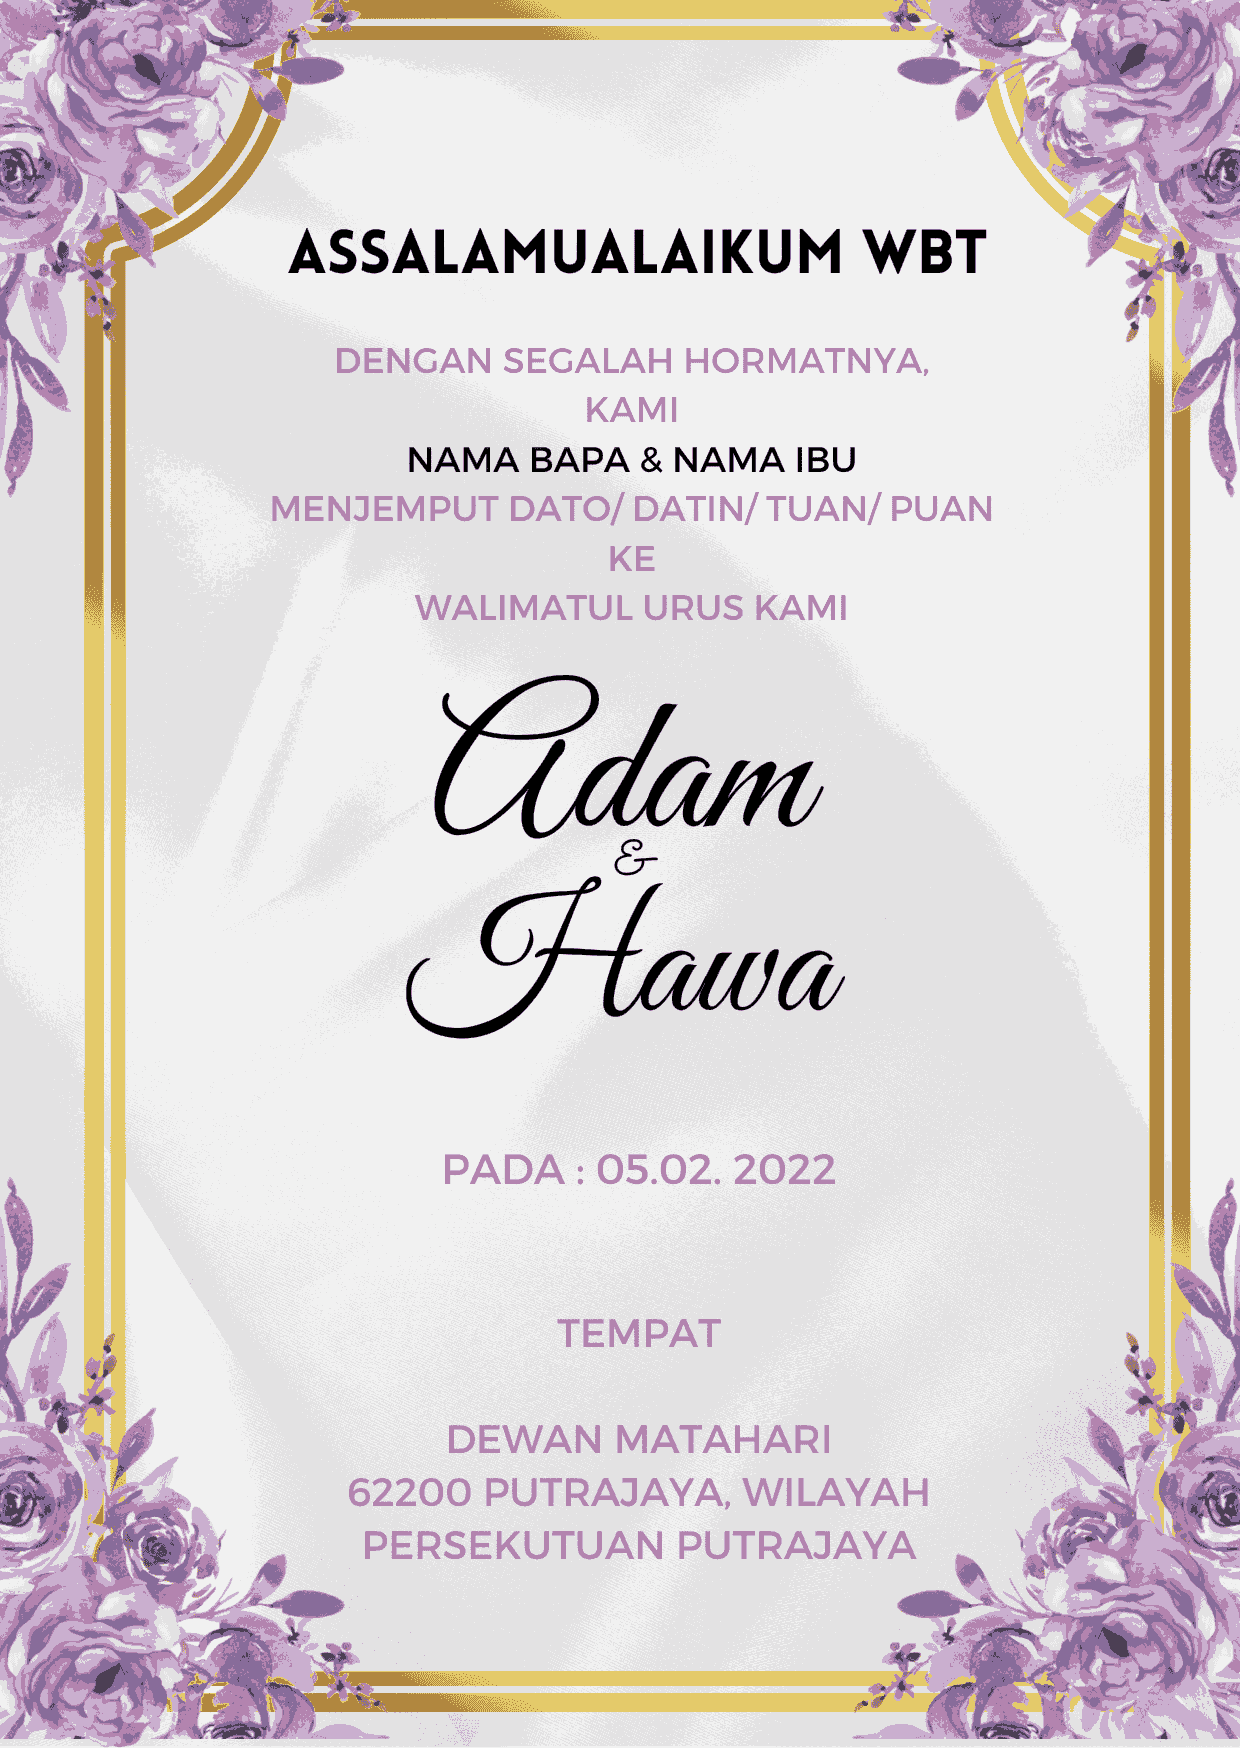 ASSALAMUALAIKUM WBT
DENGAN SEGALAH HORMATNYA,
KAMI
NAMA BAPA & NAMA IBU
MENJEMPUT DATO/ DATIN/ TUAN/ PUAN
KE
WALIMATUL URUS KAMI
Adam
&
Hawa
PADA : 05.02. 2022
TEMPAT
DEWAN MATAHARI
62200 PUTRAJAYA, WILAYAH
PERSEKUTUAN PUTRAJAYA